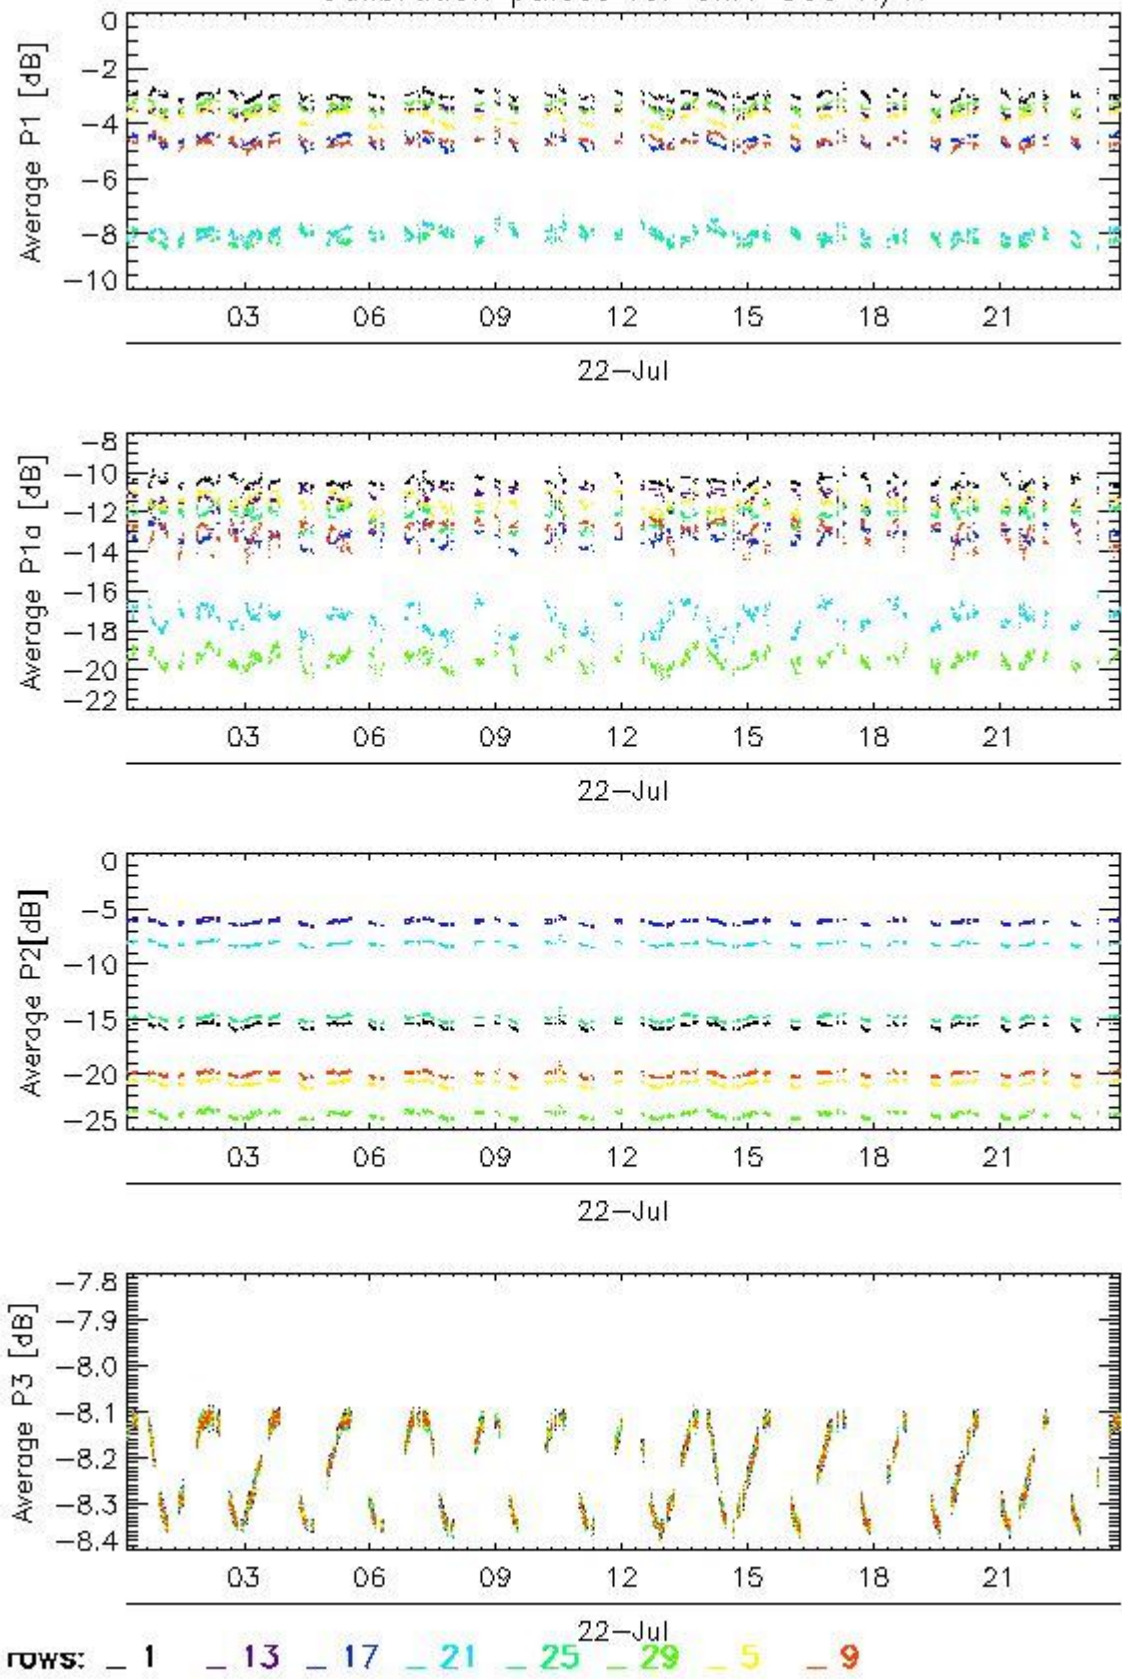 0
-2
-4
-6
-8
-10
Average P1 [dB]
03 06 09 12 15 18 21
22-Jul
-8
-10
-12
-14
-16
-18
-20
-22
Average P1a [dB]
03 06 09 12 15 18 21
22-Jul
0
-5
-10
-15
-20
-25
Average P2[dB]
03 06 09 12 15 18 21
22-Jul
-7.8
-7.9
-8.0
-8.1
-8.2
-8.3
-8.4
Average P3 [dB]
03 06 09 12 15 18 21
22-Jul
rows: _ 1 _ 13 _ 17 _ 21 _ 25 _ 29 _ 5 _ 9